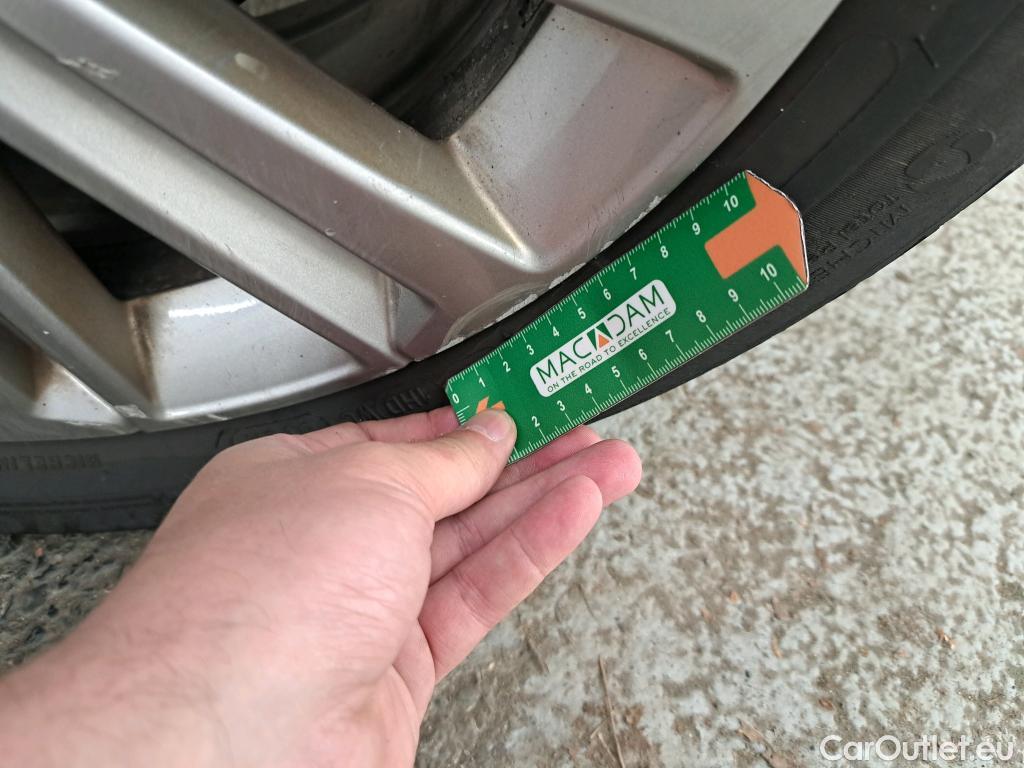 0 1 2 3 4 5 6 7 8 9 10
MACADAM
ON THE ROAD TO EXCELLENCE
2 3 4 5 6 7 8 9 10
MICHELIN
CarOutlet.eu